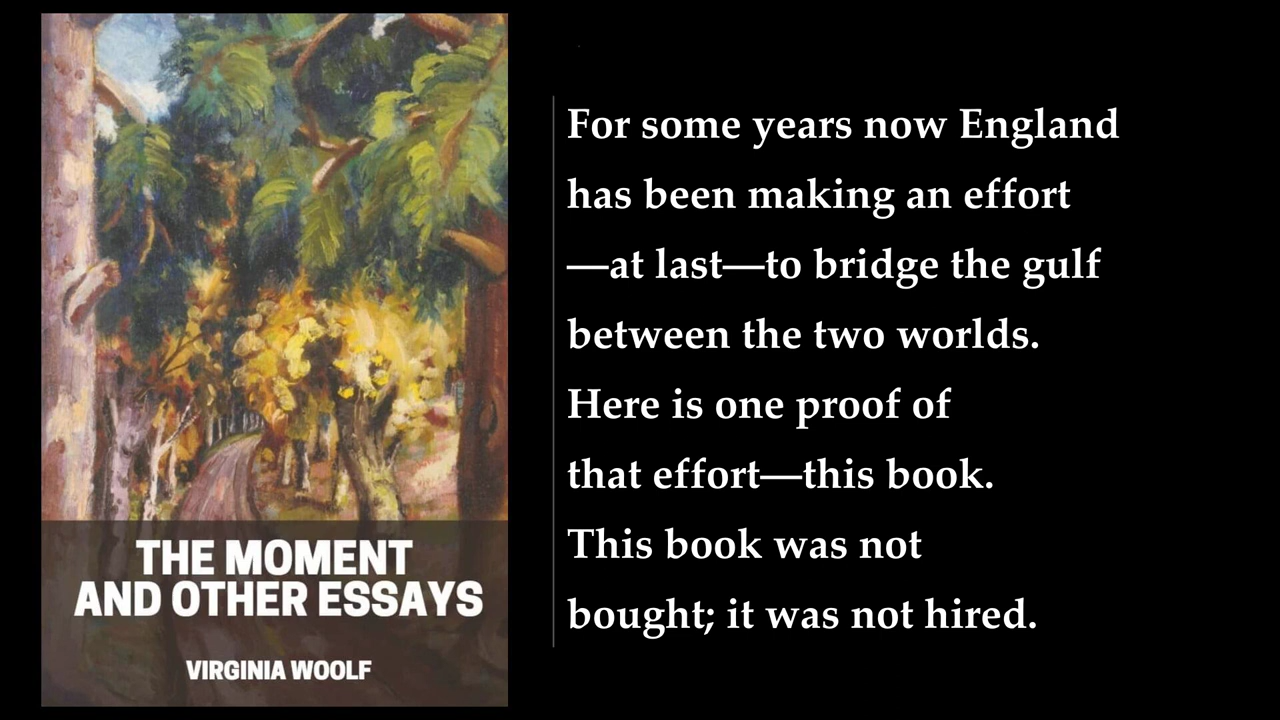 THE MOMENT
AND OTHER ESSAYS
VIRGINIA WOOLF
For some years now England
has been making an effort
—at last—to bridge the gulf
between the two worlds.
Here is one proof of
that effort—this book.
This book was not
bought; it was not hired.